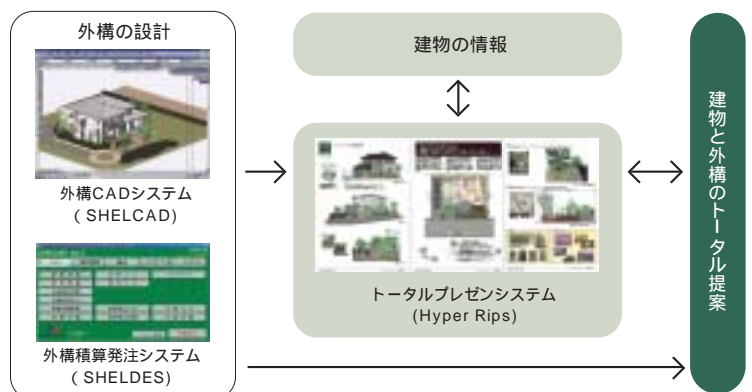 外構の設計
外構CADシステム
( SHELCAD)
外構積算発注システム
( SHELDES)
建物の情報
トータルプレゼンシステム
(Hyper Rips)
建物と外構のトータル提案